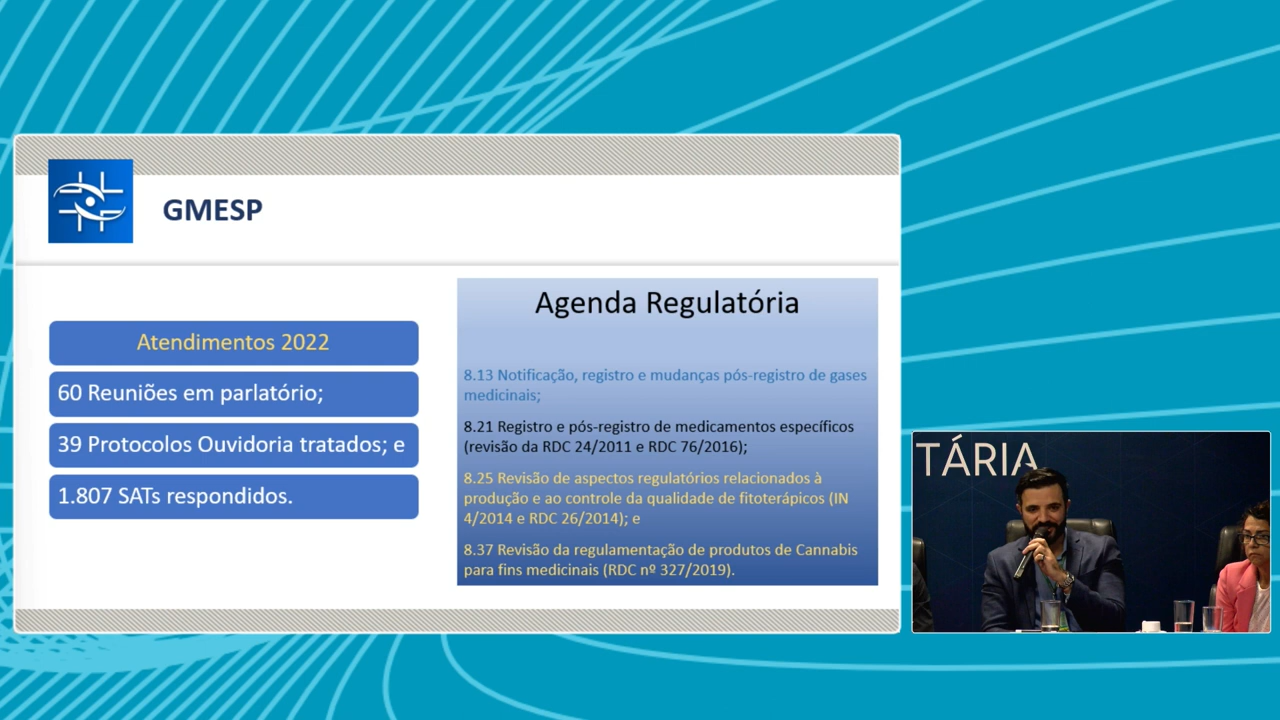 GMESP
Atendimentos 2022
60 Reuniões em parlatório;
39 Protocolos Ouvidoria tratados; e
1.807 SATs respondidos.
Agenda Regulatória
8.13 Notificação, registro e mudanças pós-registro de gases
medicinais;
8.21 Registro e pós-registro de medicamentos específicos
(revisão da RDC 24/2011 e RDC 76/2016);
8.25 Revisão de aspectos regulatórios relacionados à
produção e ao controle da qualidade de fitoterápicos (IN
4/2014 e RDC 26/2014); e
8.37 Revisão da regulamentação de produtos de Cannabis
para fins medicinais (RDC nº 327/2019).
TÁRIA